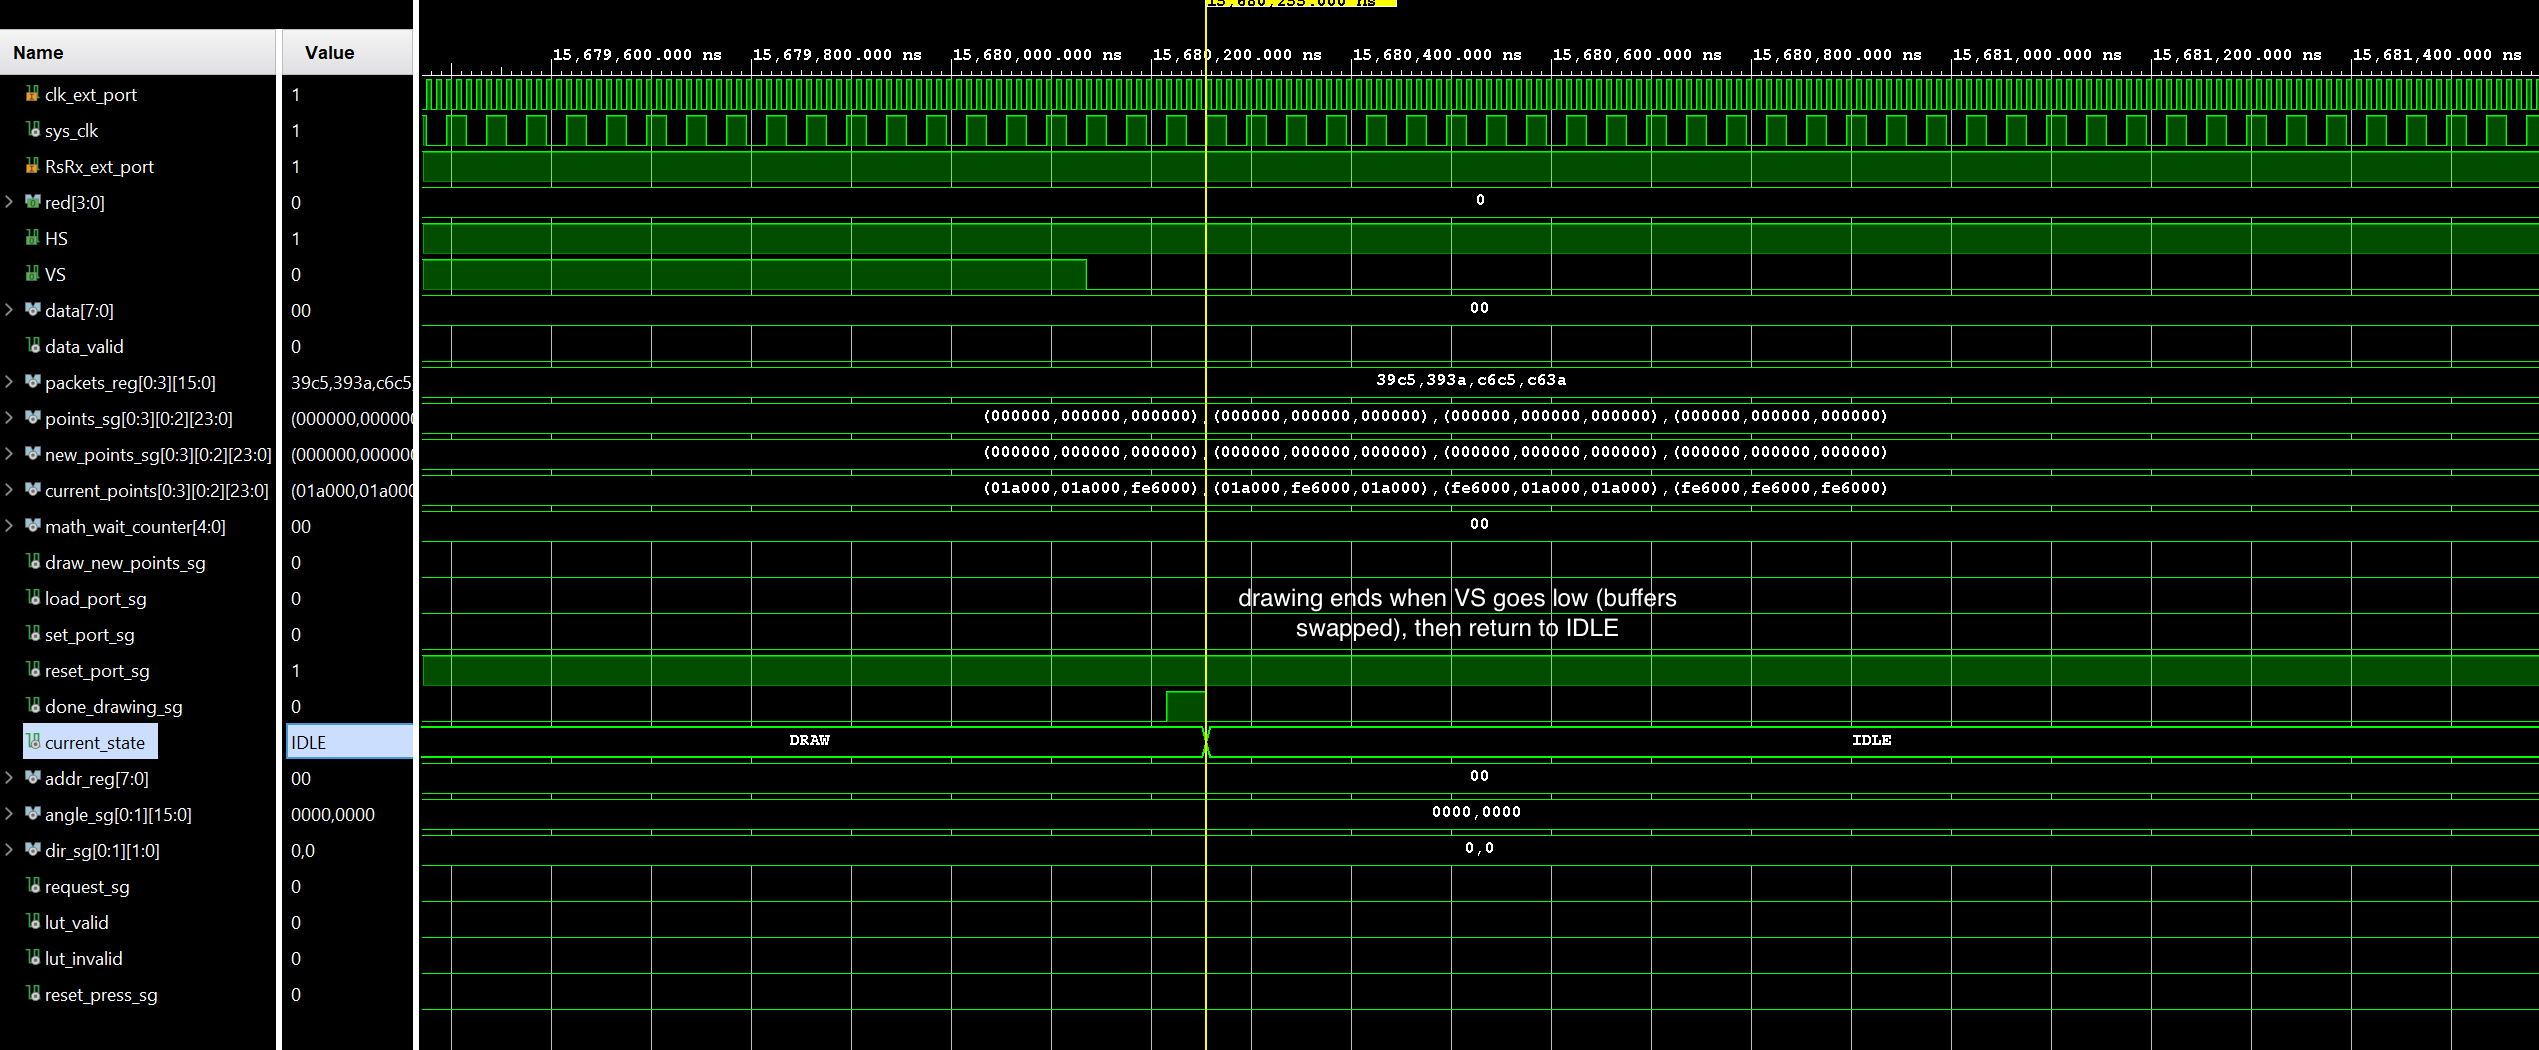 15,680,255.000 ns
Name Value
15,679,600.000 ns 15,679,800.000 ns 15,680,000.000 ns 15,680,200.000 ns 15,680,400.000 ns 15,680,600.000 ns 15,680,800.000 ns 15,681,000.000 ns 15,681,200.000 ns 15,681,400.000 ns
clk_ext_port 1
sys_clk 1
RsRx_ext_port 1
red[3:0] 0 0
HS 1
VS 0
data[7:0] 00 00
data_valid 0
packets_reg[0:3][15:0] 39c5,393a,c6c5, 39c5,393a,c6c5,c63a
points_sg[0:3][0:2][23:0] (000000,000000 (000000,000000,000000),(000000,000000,000000),(000000,000000,000000),(000000,000000,000000)
new_points_sg[0:3][0:2][23:0] (000000,000000 (000000,000000,000000),(000000,000000,000000),(000000,000000,000000),(000000,000000,000000)
current_points[0:3][0:2][23:0] (01a000,01a000 (01a000,01a000,fe6000),(01a000,fe6000,01a000),(fe6000,01a000,01a000),(fe6000,fe6000,fe6000)
math_wait_counter[4:0] 00 00
draw_new_points_sg 0
load_port_sg 0
drawing ends when VS goes low (buffers
swapped), then return to IDLE
set_port_sg 0
reset_port_sg 1
done_drawing_sg 0
current_state IDLE DRAW IDLE
addr_reg[7:0] 00 00
angle_sg[0:1][15:0] 0000,0000 0000,0000
dir_sg[0:1][1:0] 0,0 0,0
request_sg 0
lut_valid 0
lut_invalid 0
reset_press_sg 0